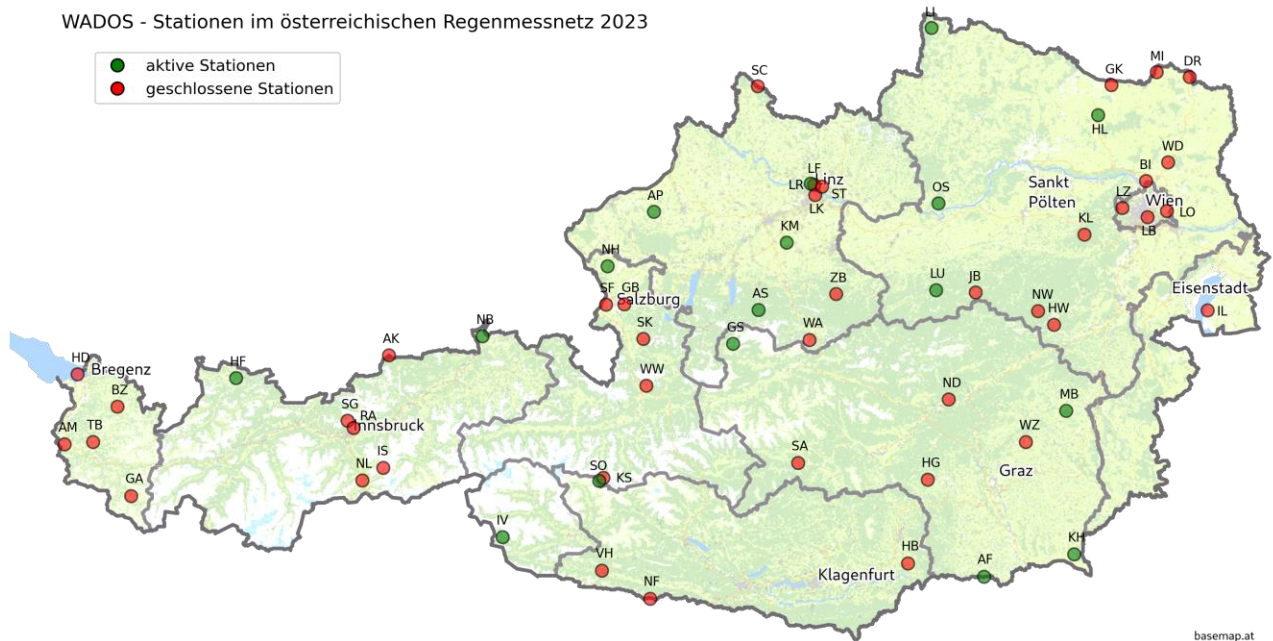 WADOS - Stationen im österreichischen Regenmessnetz 2023
aktive Stationen
geschlossene Stationen
LI
SC
GK
MI
DR
HL
WD
BI
LF
LR
Linz
ST
LK
AP
OS
Sankt
Pölten
LZ
Wien
LO
LB
KL
KM
NH
SF
GB
Salzburg
AS
ZB
LU
JB
NW
HW
Eisenstadt
IL
NB
SK
GS
WA
AK
HD
Bregenz
HF
WW
BZ
SG
RA
Innsbruck
ND
MB
AM
TB
WZ
GA
NL
IS
SA
Graz
HG
SO
KS
IV
VH
NF
HB
Klagenfurt
AF
KH
basemap.at